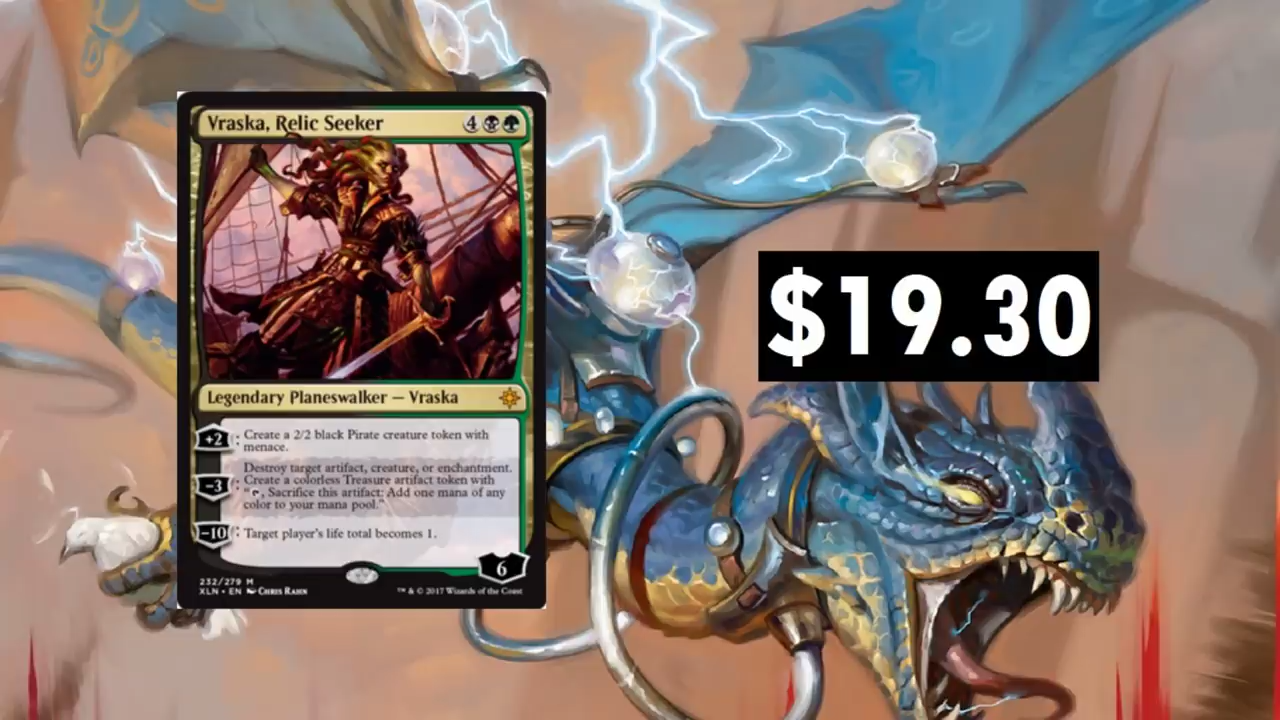 Vraska, Relic Seeker 4
$19.30
Legendary Planeswalker — Vraska
+2: Create a 2/2 black Pirate creature token with
menace.
Destroy target artifact, creature, or enchantment.
−3: Create a colorless Treasure artifact token with
", Sacrifice this artifact: Add one mana of any
color to your mana pool."
−10: Target player's life total becomes 1.
6
232/279 M
XLN • EN Chris Rahn ™ & © 2017 Wizards of the Coast